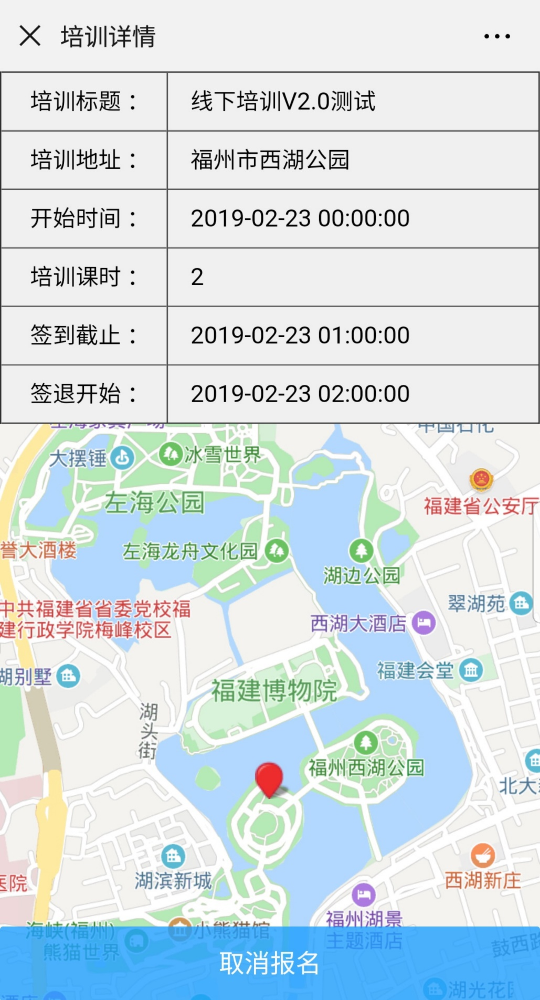 培训详情
培训标题：
线下培训V2.0测试
培训地址：
福州市西湖公园
开始时间：
2019-02-23 00:00:00
培训课时：
2
签到截止：
2019-02-23 01:00:00
签退开始：
2019-02-23 02:00:00
中国石化
大摆锤
冰雪世界
左海公园
福建省公安厅
誉大酒楼
左海龙舟文化园
湖边公园
中共福建省省委党校福
建行政学院梅峰校区
翠湖苑
西湖大酒店
湖别墅
福建会堂
福建博物院
湖头街
福州西湖公园
北大
湖滨新城
西湖新庄
医院
福州湖景
主题酒店
海峡(福州)
熊猫世界
小熊猫馆
鼓西路
取消报名
湖光花
酒店